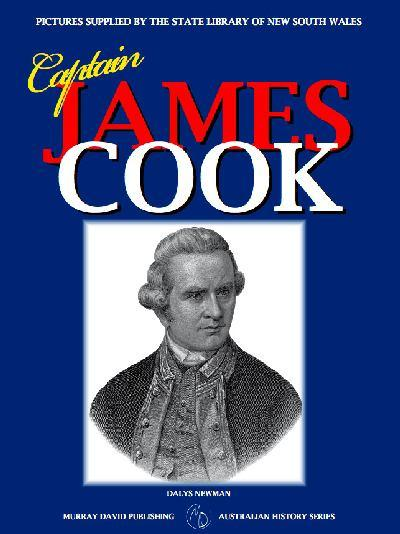 PICTURES SUPPLIED BY THE STATE LIBRARY OF NEW SOUTH WALES
Captain
JAMES
COOK
DALYS NEWMAN
MURRAY DAVID PUBLISHING MD AUSTRALIAN HISTORY SERIES